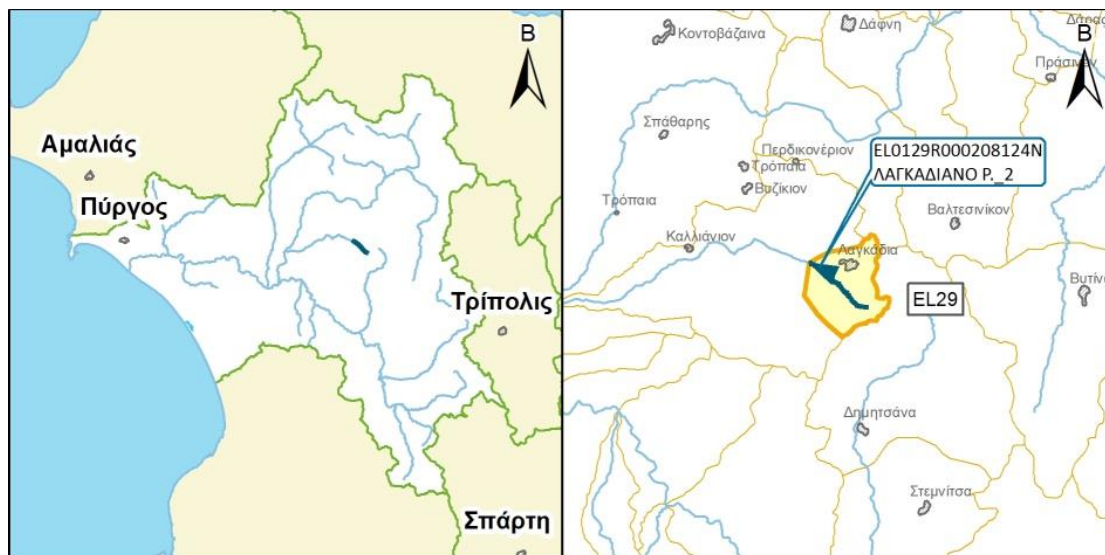 Β
Αμαλιάς
Πύργος
Τρίπολις
Σπάρτη
Δάφνη
Κοντοβάζαινα
Β
Πράσινον
Σπάθαρης
EL0129R000208124N
ΛΑΓΚΑΔΙΑΝΟ Ρ._2
Περδικονέριον
Τρόπαια
Βυζίκιον
Τρόπαια
Βαλτεσινίκον
Καλλιάνιον
Λαγκάδια
EL29
Δημητσάνα
Στεμνίτσα